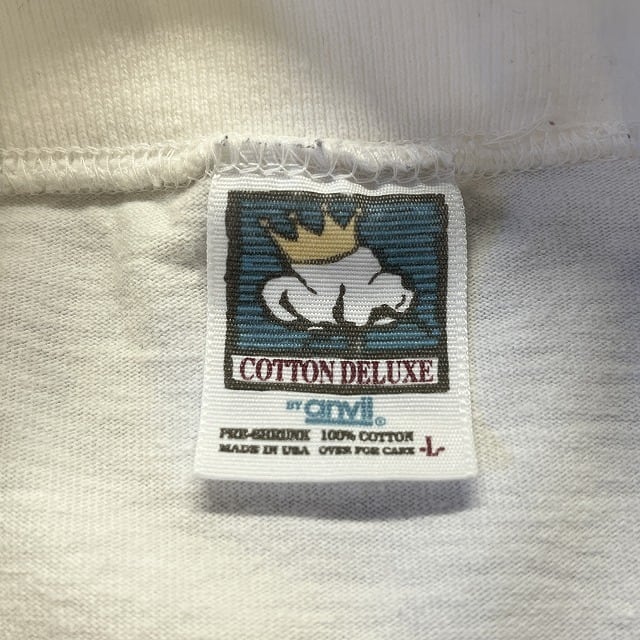 COTTON DELUXE
BY anvil®
PRE-SHRUNK 100% COTTON
MADE IN USA OVER FOR CARE -L-